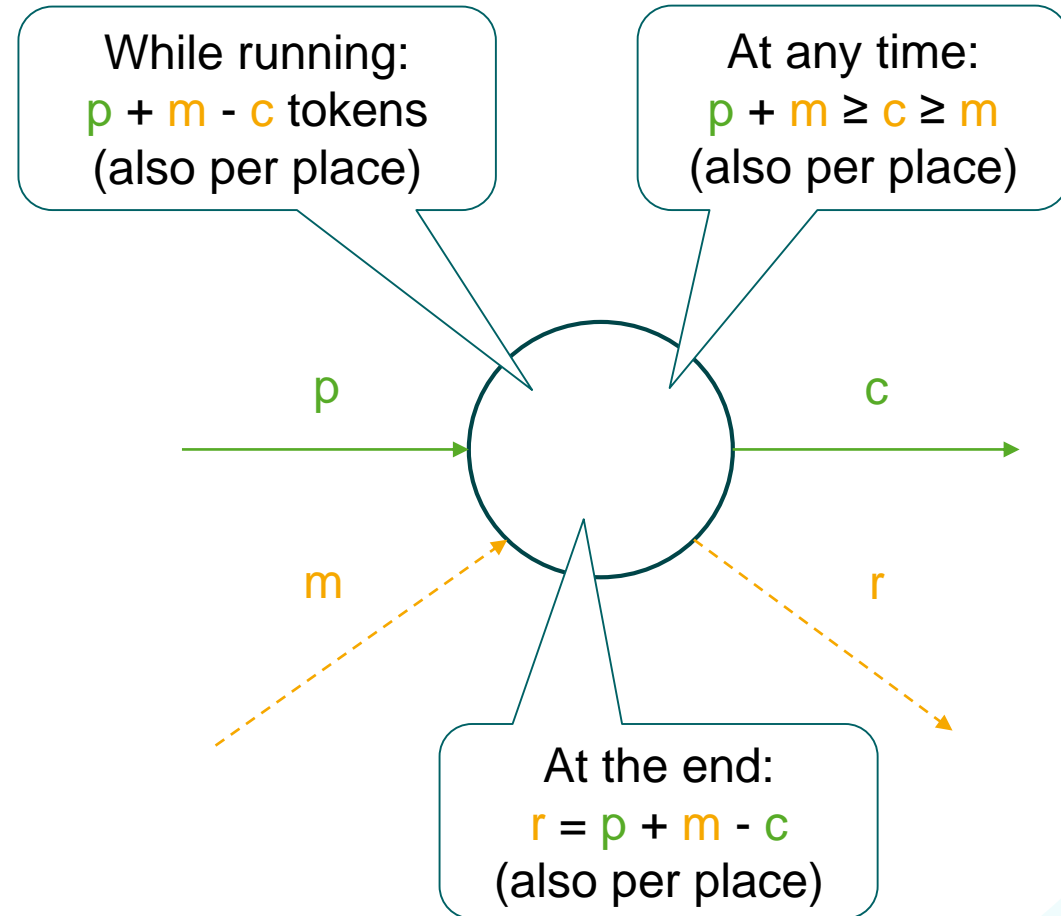 While running:
p + m - c tokens
(also per place)
At any time:
p + m ≥ c ≥ m
(also per place)
p
c
m
r
At the end:
r = p + m - c
(also per place)